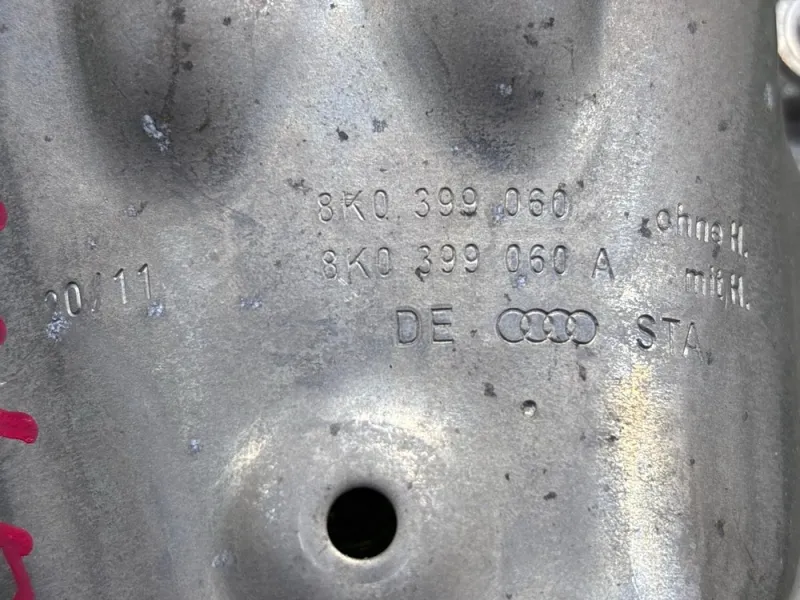 8K0 399 060 ohne H.
8K0 399 060 A mit H.
20/11
DE STA